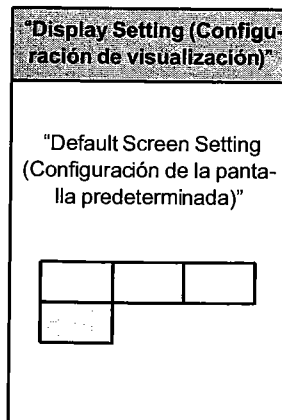 "Display Setting (Configu-
ración de visualización)"
"Default Screen Setting
(Configuración de la panta-
lla predeterminada)"